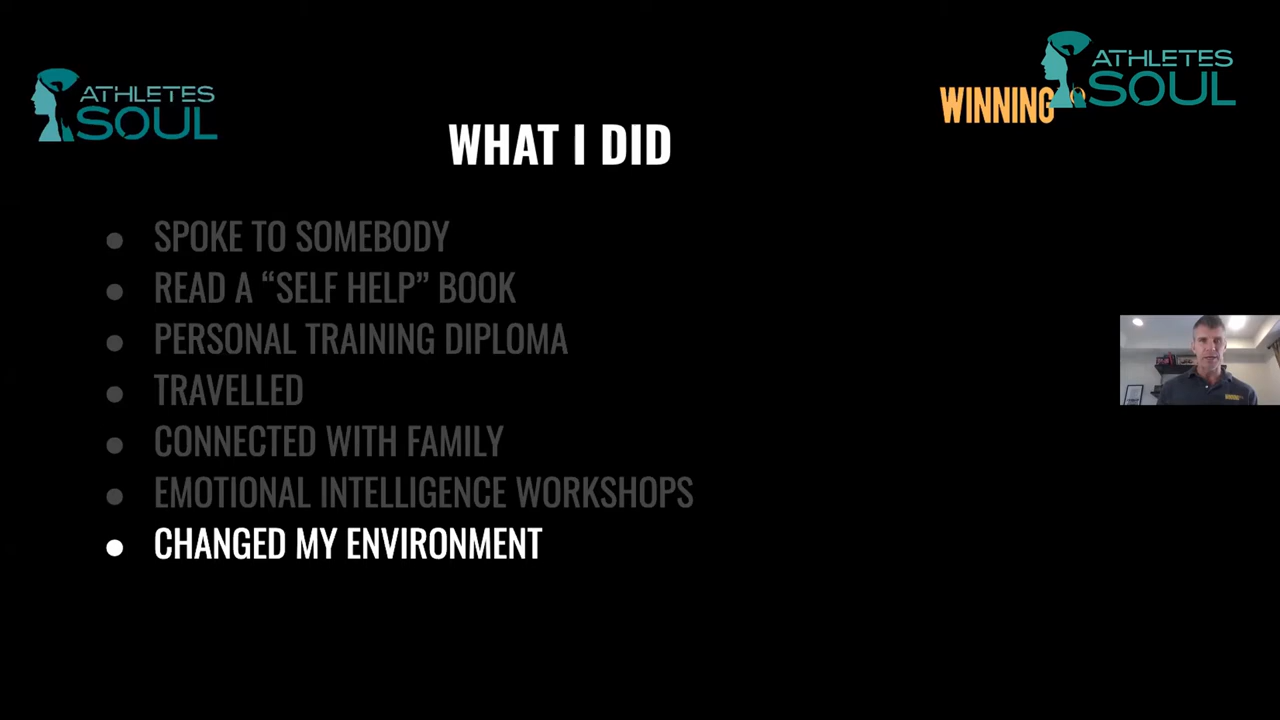 ATHLETES
SOUL
WINNING
ATHLETES
SOUL
WHAT I DID
● SPOKE TO SOMEBODY
● READ A “SELF HELP” BOOK
● PERSONAL TRAINING DIPLOMA
● TRAVELLED
● CONNECTED WITH FAMILY
● EMOTIONAL INTELLIGENCE WORKSHOPS
● CHANGED MY ENVIRONMENT